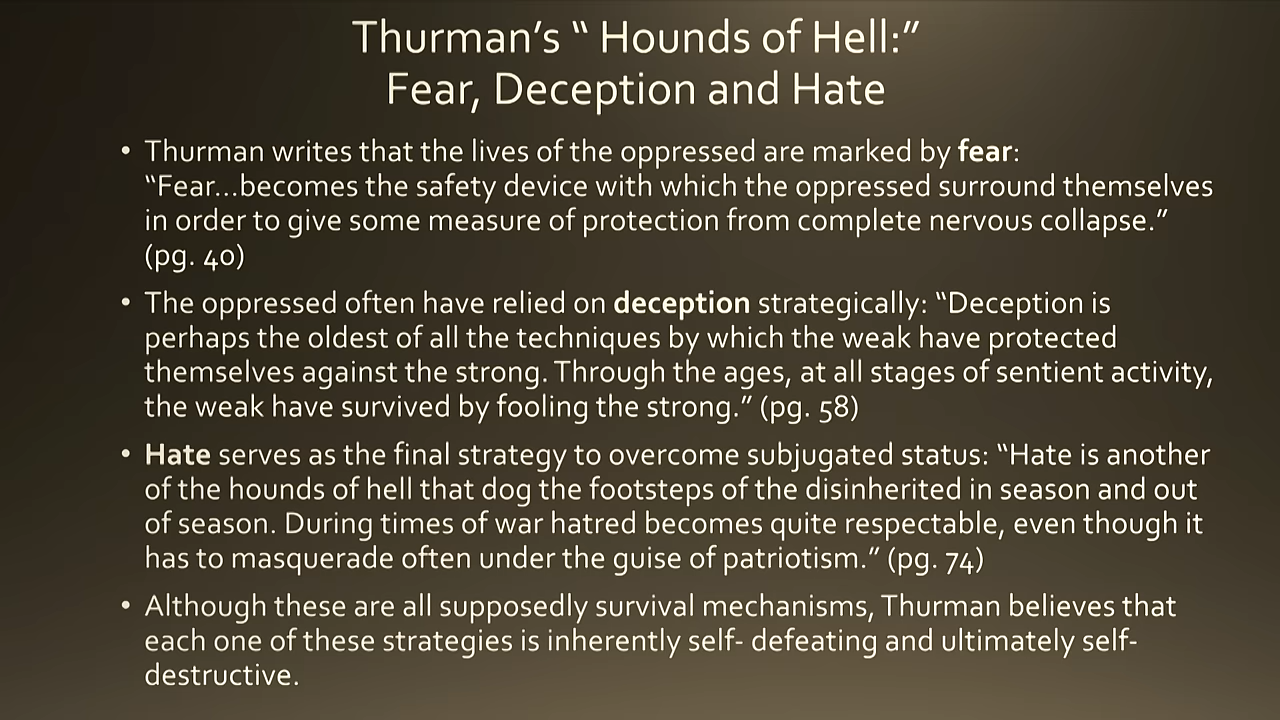 Thurman’s “ Hounds of Hell:”
Fear, Deception and Hate
• Thurman writes that the lives of the oppressed are marked by fear:
“Fear...becomes the safety device with which the oppressed surround themselves
in order to give some measure of protection from complete nervous collapse.”
(pg. 40)
• The oppressed often have relied on deception strategically: “Deception is
perhaps the oldest of all the techniques by which the weak have protected
themselves against the strong. Through the ages, at all stages of sentient activity,
the weak have survived by fooling the strong.” (pg. 58)
• Hate serves as the final strategy to overcome subjugated status: “Hate is another
of the hounds of hell that dog the footsteps of the disinherited in season and out
of season. During times of war hatred becomes quite respectable, even though it
has to masquerade often under the guise of patriotism.” (pg. 74)
• Although these are all supposedly survival mechanisms, Thurman believes that
each one of these strategies is inherently self- defeating and ultimately self-
destructive.